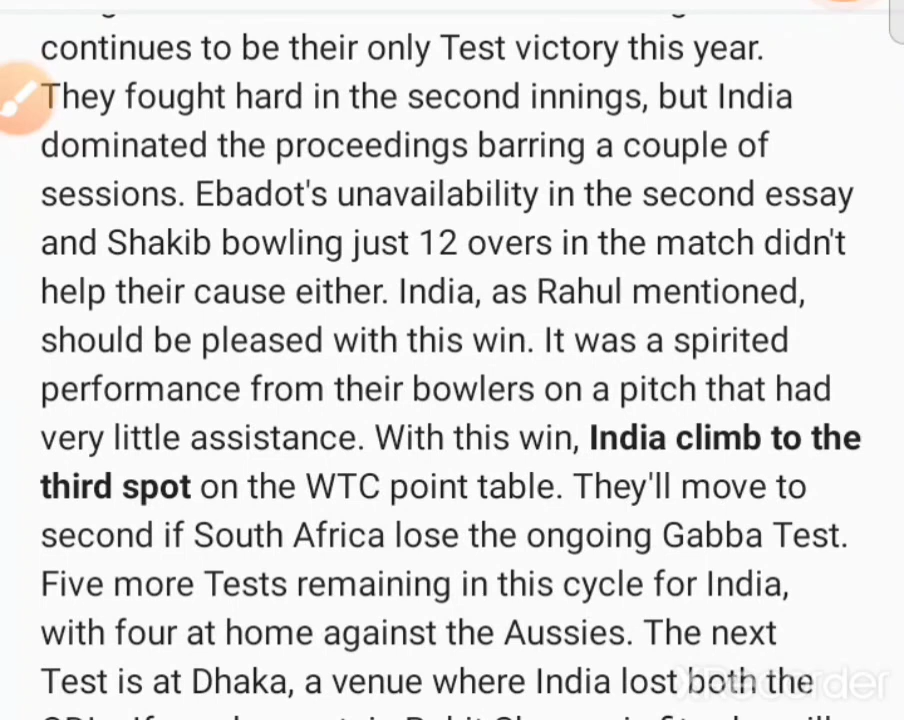 continues to be their only Test victory this year.
They fought hard in the second innings, but India
dominated the proceedings barring a couple of
sessions. Ebadot's unavailability in the second essay
and Shakib bowling just 12 overs in the match didn't
help their cause either. India, as Rahul mentioned,
should be pleased with this win. It was a spirited
performance from their bowlers on a pitch that had
very little assistance. With this win, India climb to the
third spot on the WTC point table. They'll move to
second if South Africa lose the ongoing Gabba Test.
Five more Tests remaining in this cycle for India,
with four at home against the Aussies. The next
Test is at Dhaka, a venue where India lost both the
XRecorder